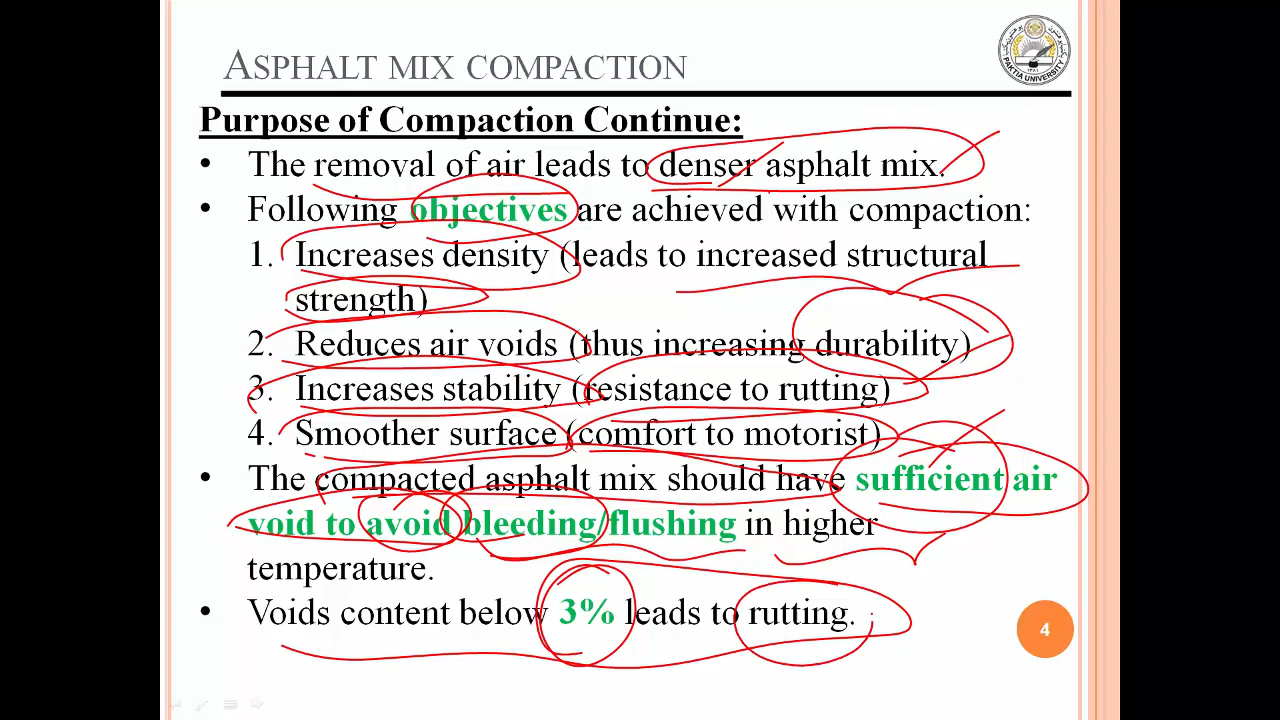 ASPHALT MIX COMPACTION
PAKTIA UNIVERSITY
Purpose of Compaction Continue:
• The removal of air leads to denser asphalt mix.
• Following objectives are achieved with compaction:
1. Increases density (leads to increased structural
strength)
2. Reduces air voids (thus increasing durability)
3. Increases stability (resistance to rutting)
4. Smoother surface (comfort to motorist)
• The compacted asphalt mix should have sufficient air
void to avoid bleeding/flushing in higher
temperature.
• Voids content below 3% leads to rutting.
4